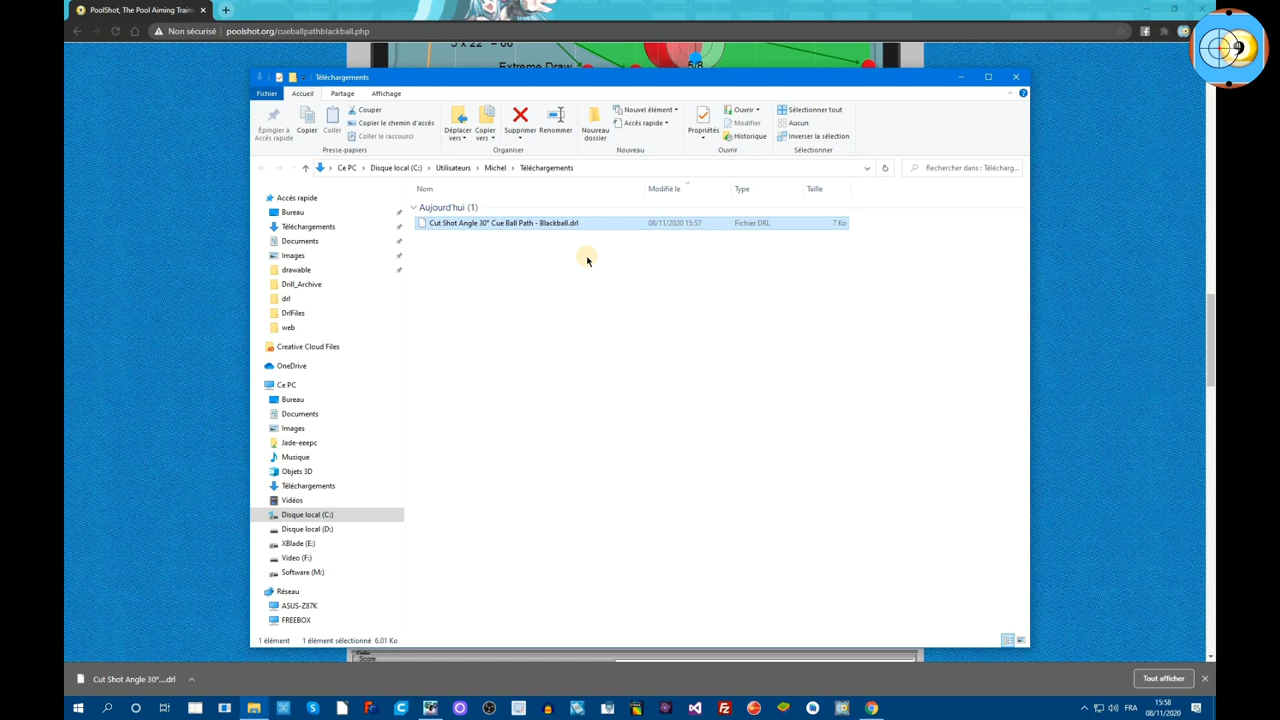 PoolShot, The Pool Aiming Traine
Non sécurisé poolshot.org/cueballpathblackball.php
3 x 22° = 66°
Extreme Draw
5/8
Téléchargements
Fichier Accueil Partage Affichage
Épingler à Accès rapide
Copier
Coller
Couper
Copier le chemin d'accès
Coller le raccourci
Presse-papiers
Déplacer vers
Copier vers
Supprimer
Renommer
Organiser
Nouveau dossier
Nouvel élément
Accès rapide
Nouveau
Propriétés
Ouvrir
Modifier
Historique
Ouvrir
Sélectionner tout
Aucun
Inverser la sélection
Sélectionner
Ce PC Disque local (C:) Utilisateurs Michel Téléchargements
Rechercher dans : Télécharg...
Nom Modifié le Type Taille
Aujourd'hui (1)
Cut Shot Angle 30° Cue Ball Path - Blackball.drl 08/11/2020 15:57 Fichier DRL 7 Ko
Accès rapide
Bureau
Téléchargements
Documents
Images
drawable
Drill_Archive
drl
DrlFiles
web
Creative Cloud Files
OneDrive
Ce PC
Bureau
Documents
Images
Jade-eeepc
Musique
Objets 3D
Téléchargements
Vidéos
Disque local (C:)
Disque local (D:)
XBlade (E:)
Video (F:)
Software (M:)
Réseau
ASUS-Z87K
FREEBOX
1 élément 1 élément sélectionné 6,01 Ko
Score
Cut Shot Angle 30°....drl
Tout afficher
FRA
15:58
08/11/2020